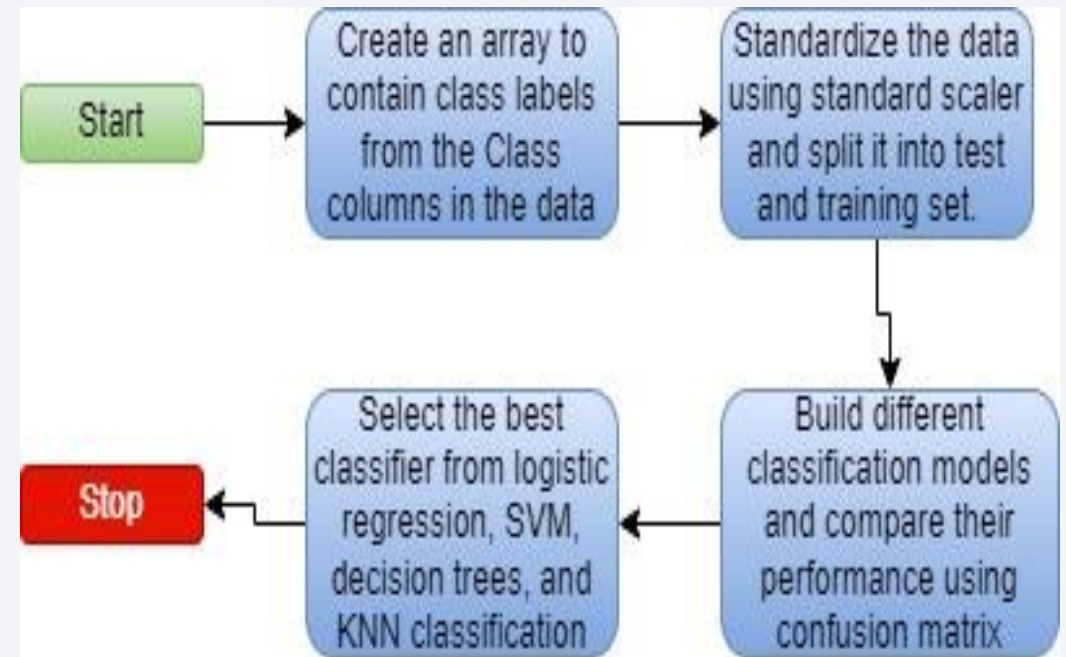 Start
Create an array to
contain class labels
from the Class
columns in the data
Standardize the data
using standard scaler
and split it into test
and training set.
Build different
classification models
and compare their
performance using
confusion matrix
Select the best
classifier from logistic
regression, SVM,
decision trees, and
KNN classification
Stop